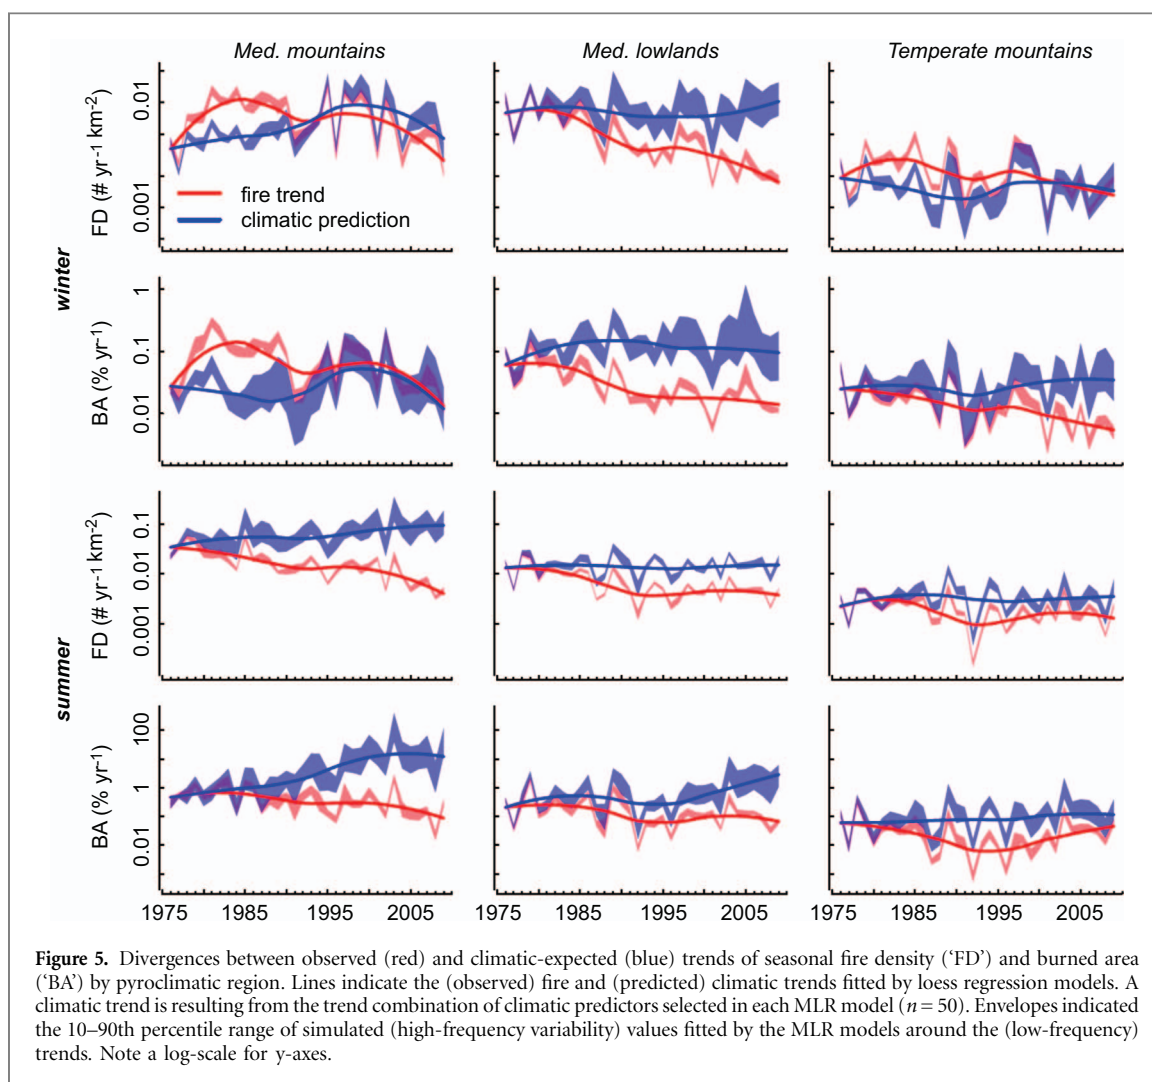 Med. mountains
Med. lowlands
Temperate mountains
winter
FD (# yr-1 km-2)
0.01
0.001
fire trend
climatic prediction
BA (% yr-1)
1
0.1
0.01
summer
FD (# yr-1 km-2)
0.1
0.01
0.001
BA (% yr-1)
100
1
0.01
1975 1985 1995 2005
1975 1985 1995 2005
1975 1985 1995 2005
Figure 5. Divergences between observed (red) and climatic-expected (blue) trends of seasonal fire density (‘FD’) and burned area
(‘BA’) by pyroclimatic region. Lines indicate the (observed) fire and (predicted) climatic trends fitted by loess regression models. A
climatic trend is resulting from the trend combination of climatic predictors selected in each MLR model (n = 50). Envelopes indicated
the 10–90th percentile range of simulated (high-frequency variability) values fitted by the MLR models around the (low-frequency)
trends. Note a log-scale for y-axes.